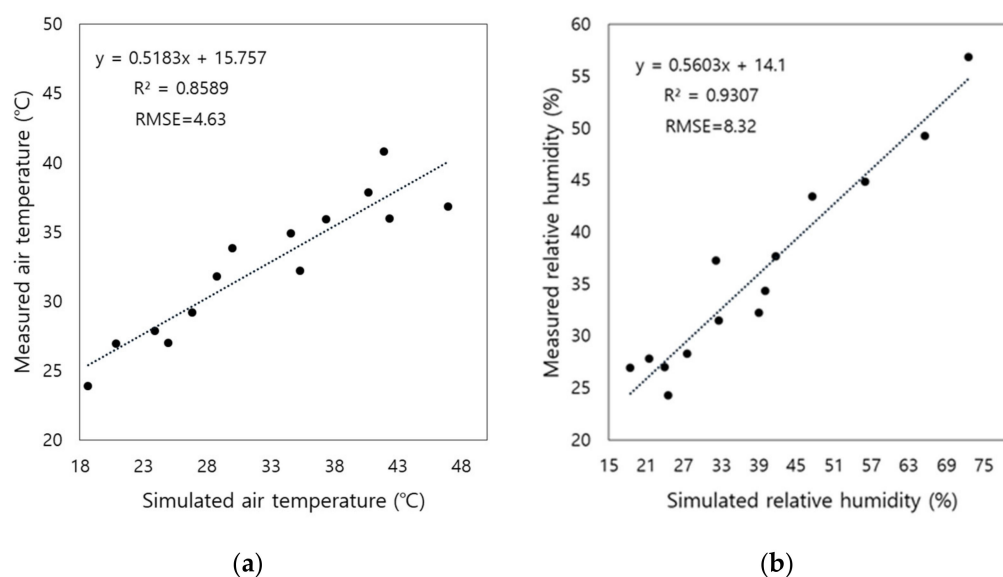 50
45
40
35
30
25
20
Measured air temperature (℃)
y = 0.5183x + 15.757
R² = 0.8589
RMSE=4.63
18 23 28 33 38 43 48
Simulated air temperature (℃)
(a)
60
55
50
45
40
35
30
25
20
Measured relative humidity (%)
y = 0.5603x + 14.1
R² = 0.9307
RMSE=8.32
15 21 27 33 39 45 51 57 63 69 75
Simulated relative humidity (%)
(b)